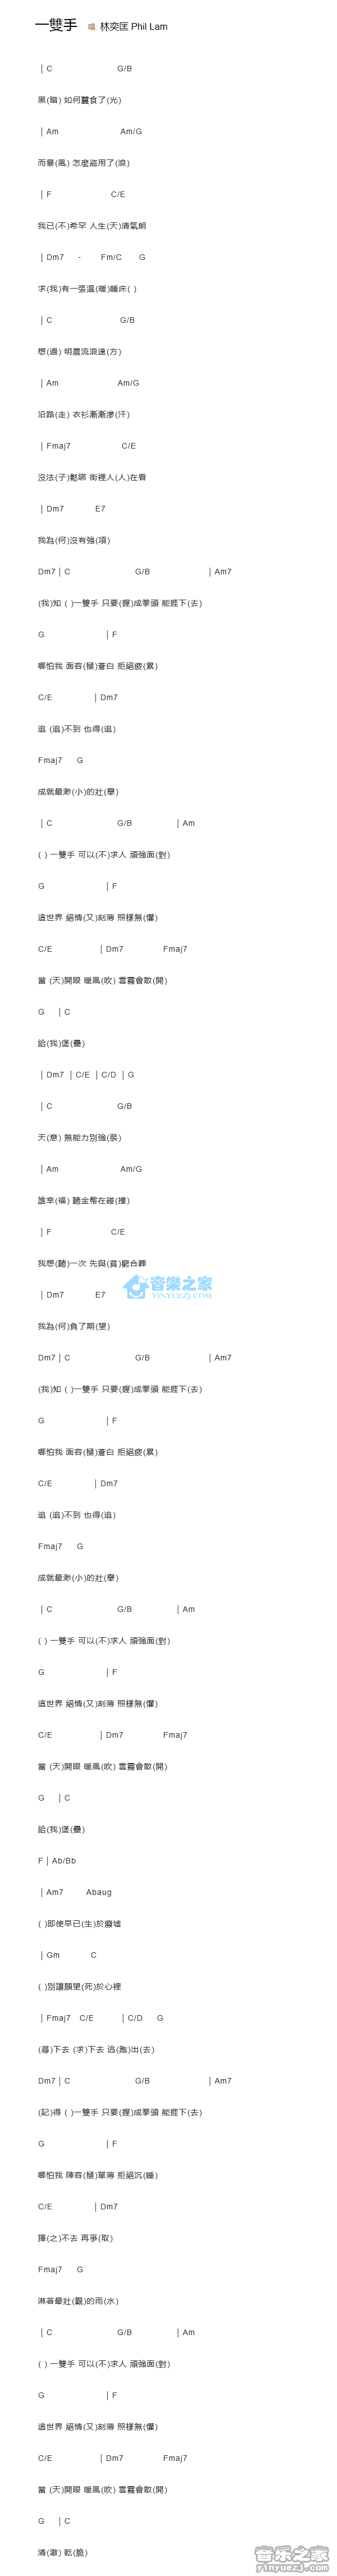 一雙手 唱: 林奕匡 Phil Lam
| C G/B
黑(暗) 如何蠶食了(光)
| Am Am/G
而暴(風) 怎麼盜用了(浪)
| F C/E
我已(不)希罕 人生(天)清氣朗
| Dm7 - Fm/C G
求(我)有一張溫(暖)睡床( )
| C G/B
想(過) 明晨流浪遠(方)
| Am Am/G
沿路(走) 衣衫漸漸滲(汗)
| Fmaj7 C/E
沒法(子)鬆綁 街裡人(人)在看
| Dm7 E7
我為(何)沒有強(項)
Dm7 | C G/B | Am7
(我)知 ( )一雙手 只要(握)成拳頭 能捱下(去)
G | F
哪怕我 面容(極)蒼白 拒絕疲(累)
C/E | Dm7
追 (追)不到 也得(追)
Fmaj7 G
成就最渺(小)的壯(舉)
| C G/B | Am
( ) 一雙手 可以(不)求人 頑強面(對)
G | F
這世界 絕情(又)刻薄 照樣無(懼)
C/E | Dm7 Fmaj7
當 (天)開眼 暖風(吹) 雲霧會散(開)
G | C
給(我)堡(壘)
| Dm7 | C/E | C/D | G
| C G/B
天(意) 無能力別強(裝)
| Am Am/G
誰幸(福) 聽金幣在碰(撞)
| F C/E
我想(聽)一次 先與(貧)窮合葬
| Dm7 E7
我為(何)負了期(望)
音樂之家
YINYUEZJ.COM
Dm7 | C G/B | Am7
(我)知 ( )一雙手 只要(握)成拳頭 能捱下(去)
G | F
哪怕我 面容(極)蒼白 拒絕疲(累)
C/E | Dm7
追 (追)不到 也得(追)
Fmaj7 G
成就最渺(小)的壯(舉)
| C G/B | Am
( ) 一雙手 可以(不)求人 頑強面(對)
G | F
這世界 絕情(又)刻薄 照樣無(懼)
C/E | Dm7 Fmaj7
當 (天)開眼 暖風(吹) 雲霧會散(開)
G | C
給(我)堡(壘)
F | Ab/Bb
| Am7 Abaug
( )即使早已(生)於廢墟
| Gm C
( )別讓願望(死)於心裡
| Fmaj7 C/E | C/D G
(尋)下去 (求)下去 逃(跑)出(去)
Dm7 | C G/B | Am7
(記)得 ( )一雙手 只要(握)成拳頭 能捱下(去)
G | F
哪怕我 陣容(極)單薄 拒絕沉(睡)
C/E | Dm7
揮(之)不去 再爭(取)
Fmaj7 G
淋著最壯(觀)的雨(水)
| C G/B | Am
( ) 一雙手 可以(不)求人 頑強面(對)
G | F
這世界 絕情(又)刻薄 照樣無(懼)
C/E | Dm7 Fmaj7
當 (天)開眼 暖風(吹) 雲霧會散(開)
G | C
清(澈) 乾(脆)
音乐之家
yinyuezj.com